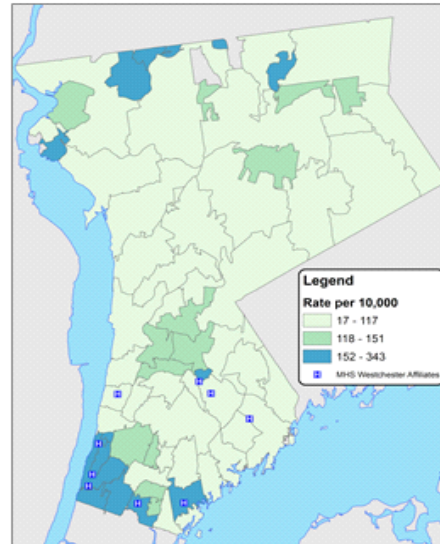 Legend
Rate per 10,000
17 - 117
118 - 151
152 - 343
H MHS Westchester Affiliates
H
H
H
H
H
H
H
H
H